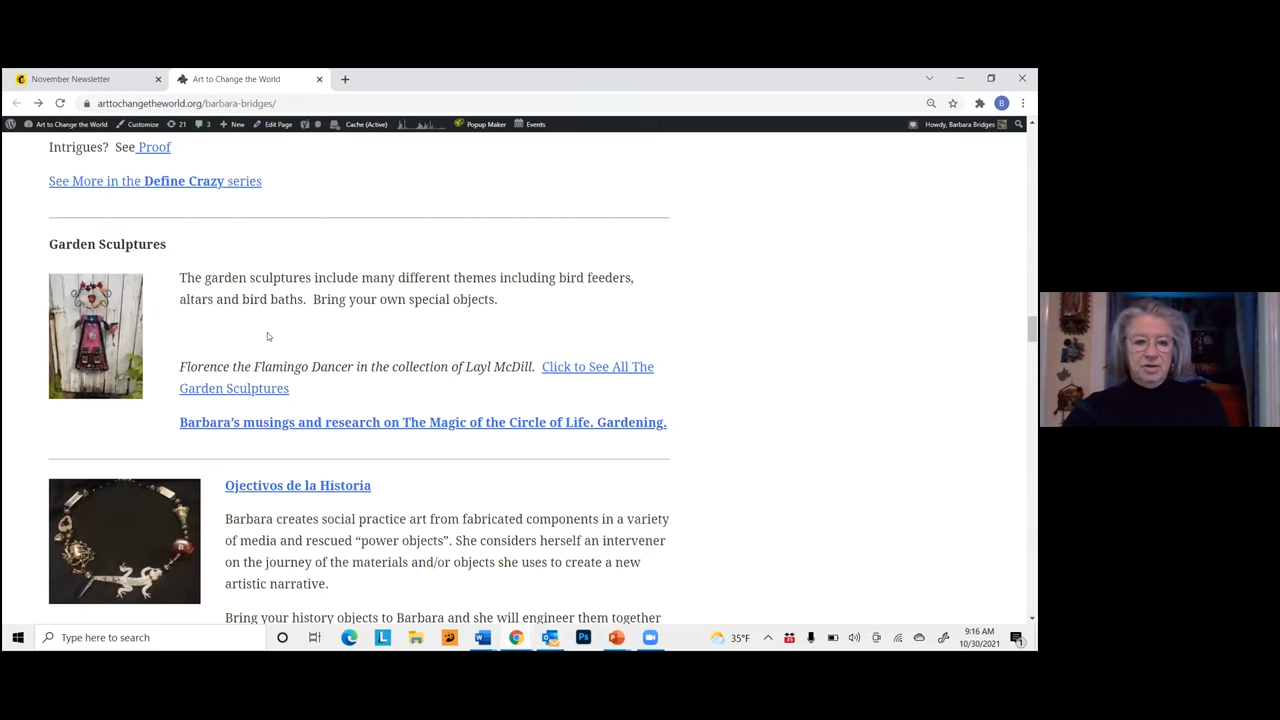 November Newsletter
Art to Change the World
arttochangetheworld.org/barbara-bridges/
Art to Change the World Customize 21 3 New Edit Page Cache (Active) Popup Maker Events Howdy, Barbara Bridges
Intrigues? See Proof
See More in the Define Crazy series
Garden Sculptures
The garden sculptures include many different themes including bird feeders,
altars and bird baths. Bring your own special objects.
Florence the Flamingo Dancer in the collection of Layl McDill. Click to See All The
Garden Sculptures
Barbara's musings and research on The Magic of the Circle of Life. Gardening.
Ojectivos de la Historia
Barbara creates social practice art from fabricated components in a variety
of media and rescued “power objects”. She considers herself an intervener
on the journey of the materials and/or objects she uses to create a new
artistic narrative.
Bring your history objects to Barbara and she will engineer them together
Type here to search
35°F
9:16 AM
10/30/2021